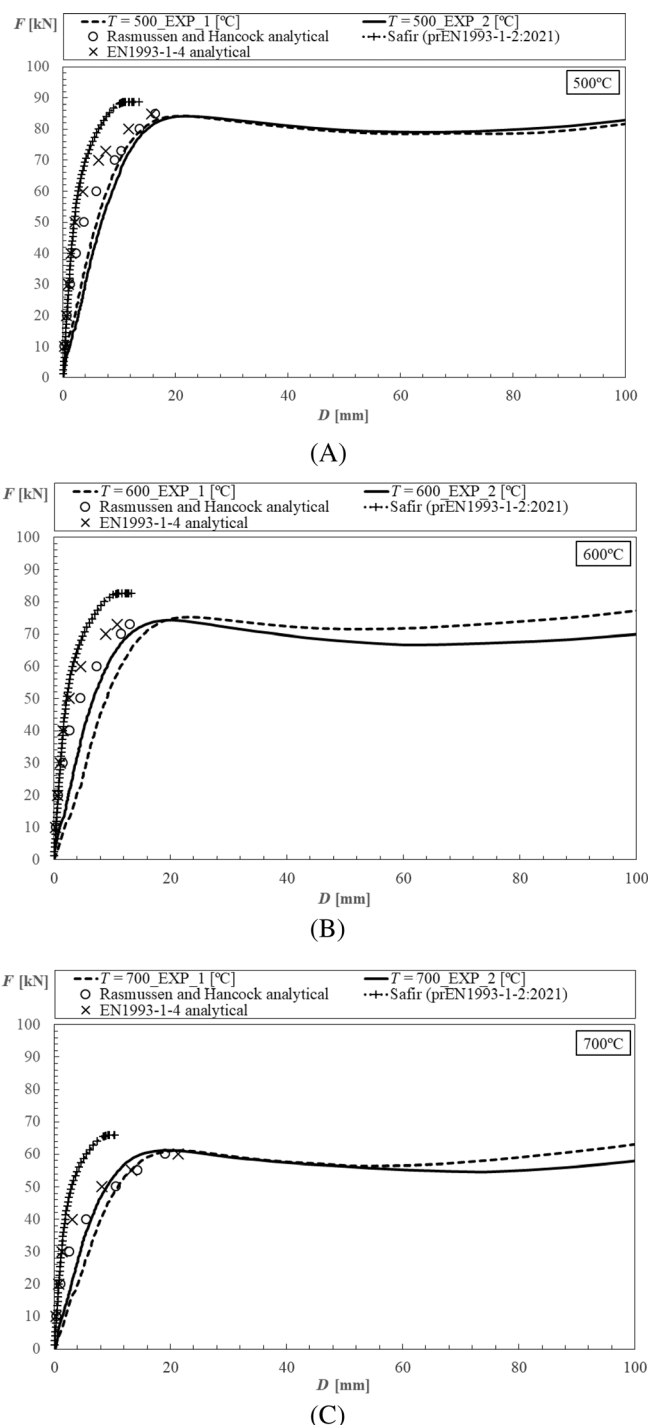 F [kN]
T = 500_EXP_1 [ºC] T = 500_EXP_2 [ºC]
Rasmussen and Hancock analytical Safir (prEN1993-1-2:2021)
EN1993-1-4 analytical
100
500ºC
90
80
70
60
50
40
30
20
10
0
0 20 40 60 80 100
D [mm]
(A)
F [kN]
T = 600_EXP_1 [ºC] T = 600_EXP_2 [ºC]
Rasmussen and Hancock analytical Safir (prEN1993-1-2:2021)
EN1993-1-4 analytical
100
600ºC
90
80
70
60
50
40
30
20
10
0
0 20 40 60 80 100
D [mm]
(B)
F [kN]
T = 700_EXP_1 [ºC] T = 700_EXP_2 [ºC]
Rasmussen and Hancock analytical Safir (prEN1993-1-2:2021)
EN1993-1-4 analytical
100
700ºC
90
80
70
60
50
40
30
20
10
0
0 20 40 60 80 100
D [mm]
(C)